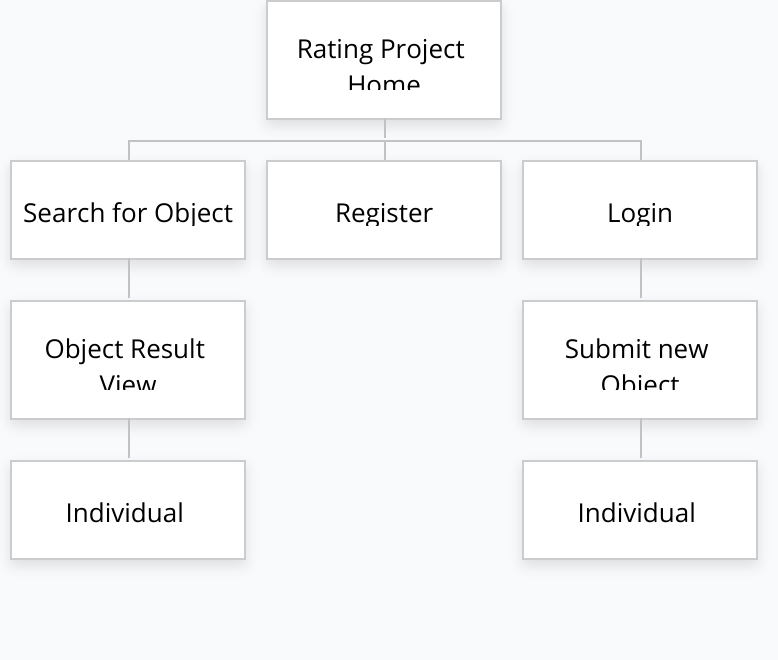 Rating Project
Home
Search for Object
Register
Login
Object Result
View
Submit new
Object
Individual
Individual